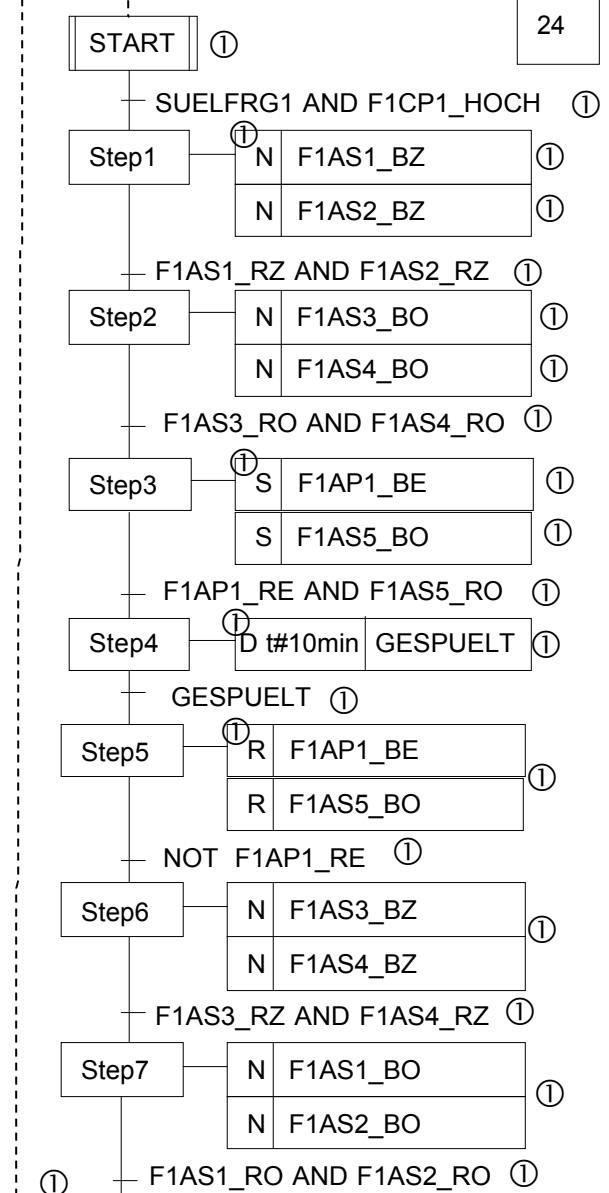 24
START ①
SUELFRG1 AND F1CP1_HOCH ①
①
Step1 N F1AS1_BZ ①
N F1AS2_BZ ①
F1AS1_RZ AND F1AS2_RZ ①
Step2 N F1AS3_BO ①
N F1AS4_BO ①
F1AS3_RO AND F1AS4_RO ①
①
Step3 S F1AP1_BE ①
S F1AS5_BO ①
F1AP1_RE AND F1AS5_RO ①
①
Step4 D t#10min GESPUELT ①
GESPUELT ①
①
Step5 R F1AP1_BE ①
R F1AS5_BO
NOT F1AP1_RE ①
Step6 N F1AS3_BZ ①
N F1AS4_BZ
F1AS3_RZ AND F1AS4_RZ ①
Step7 N F1AS1_BO ①
N F1AS2_BO
① F1AS1_RO AND F1AS2_RO ①